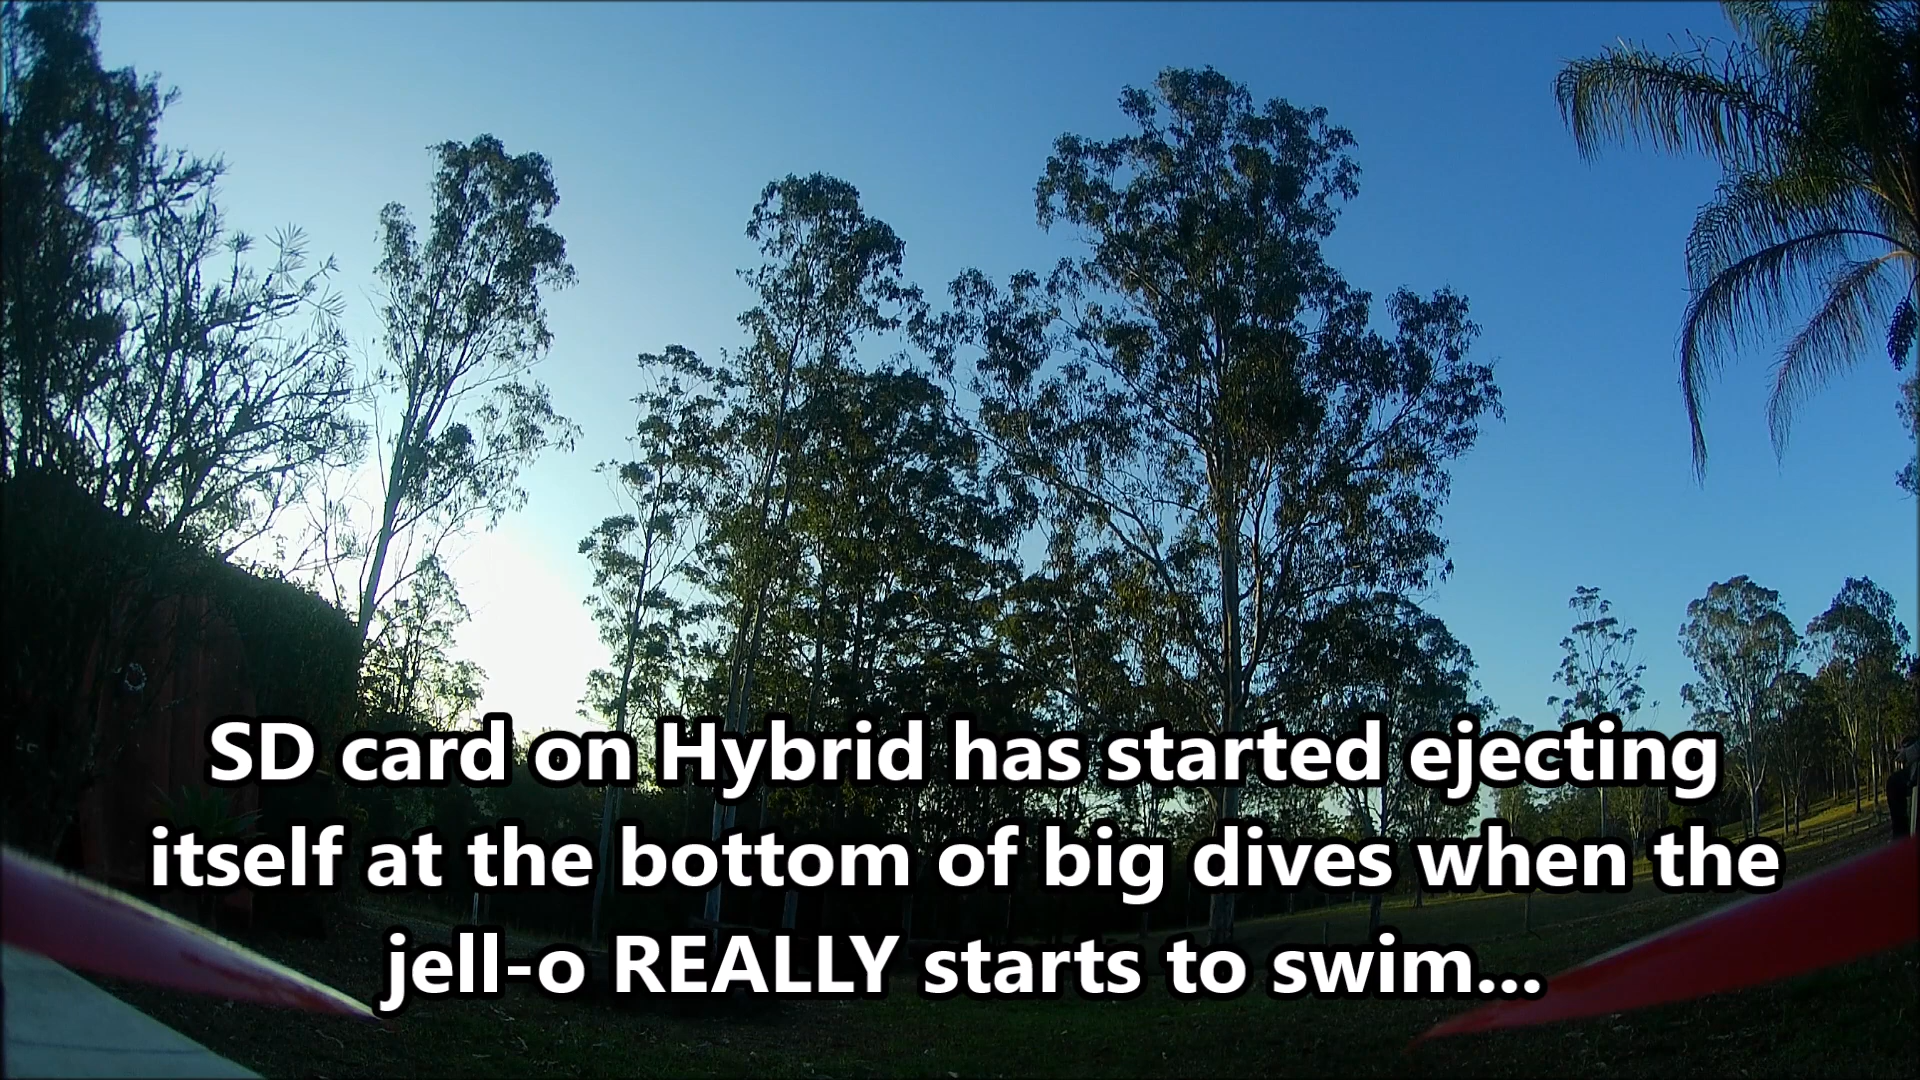 SD card on Hybrid has started ejecting
itself at the bottom of big dives when the
jell-o REALLY starts to swim...